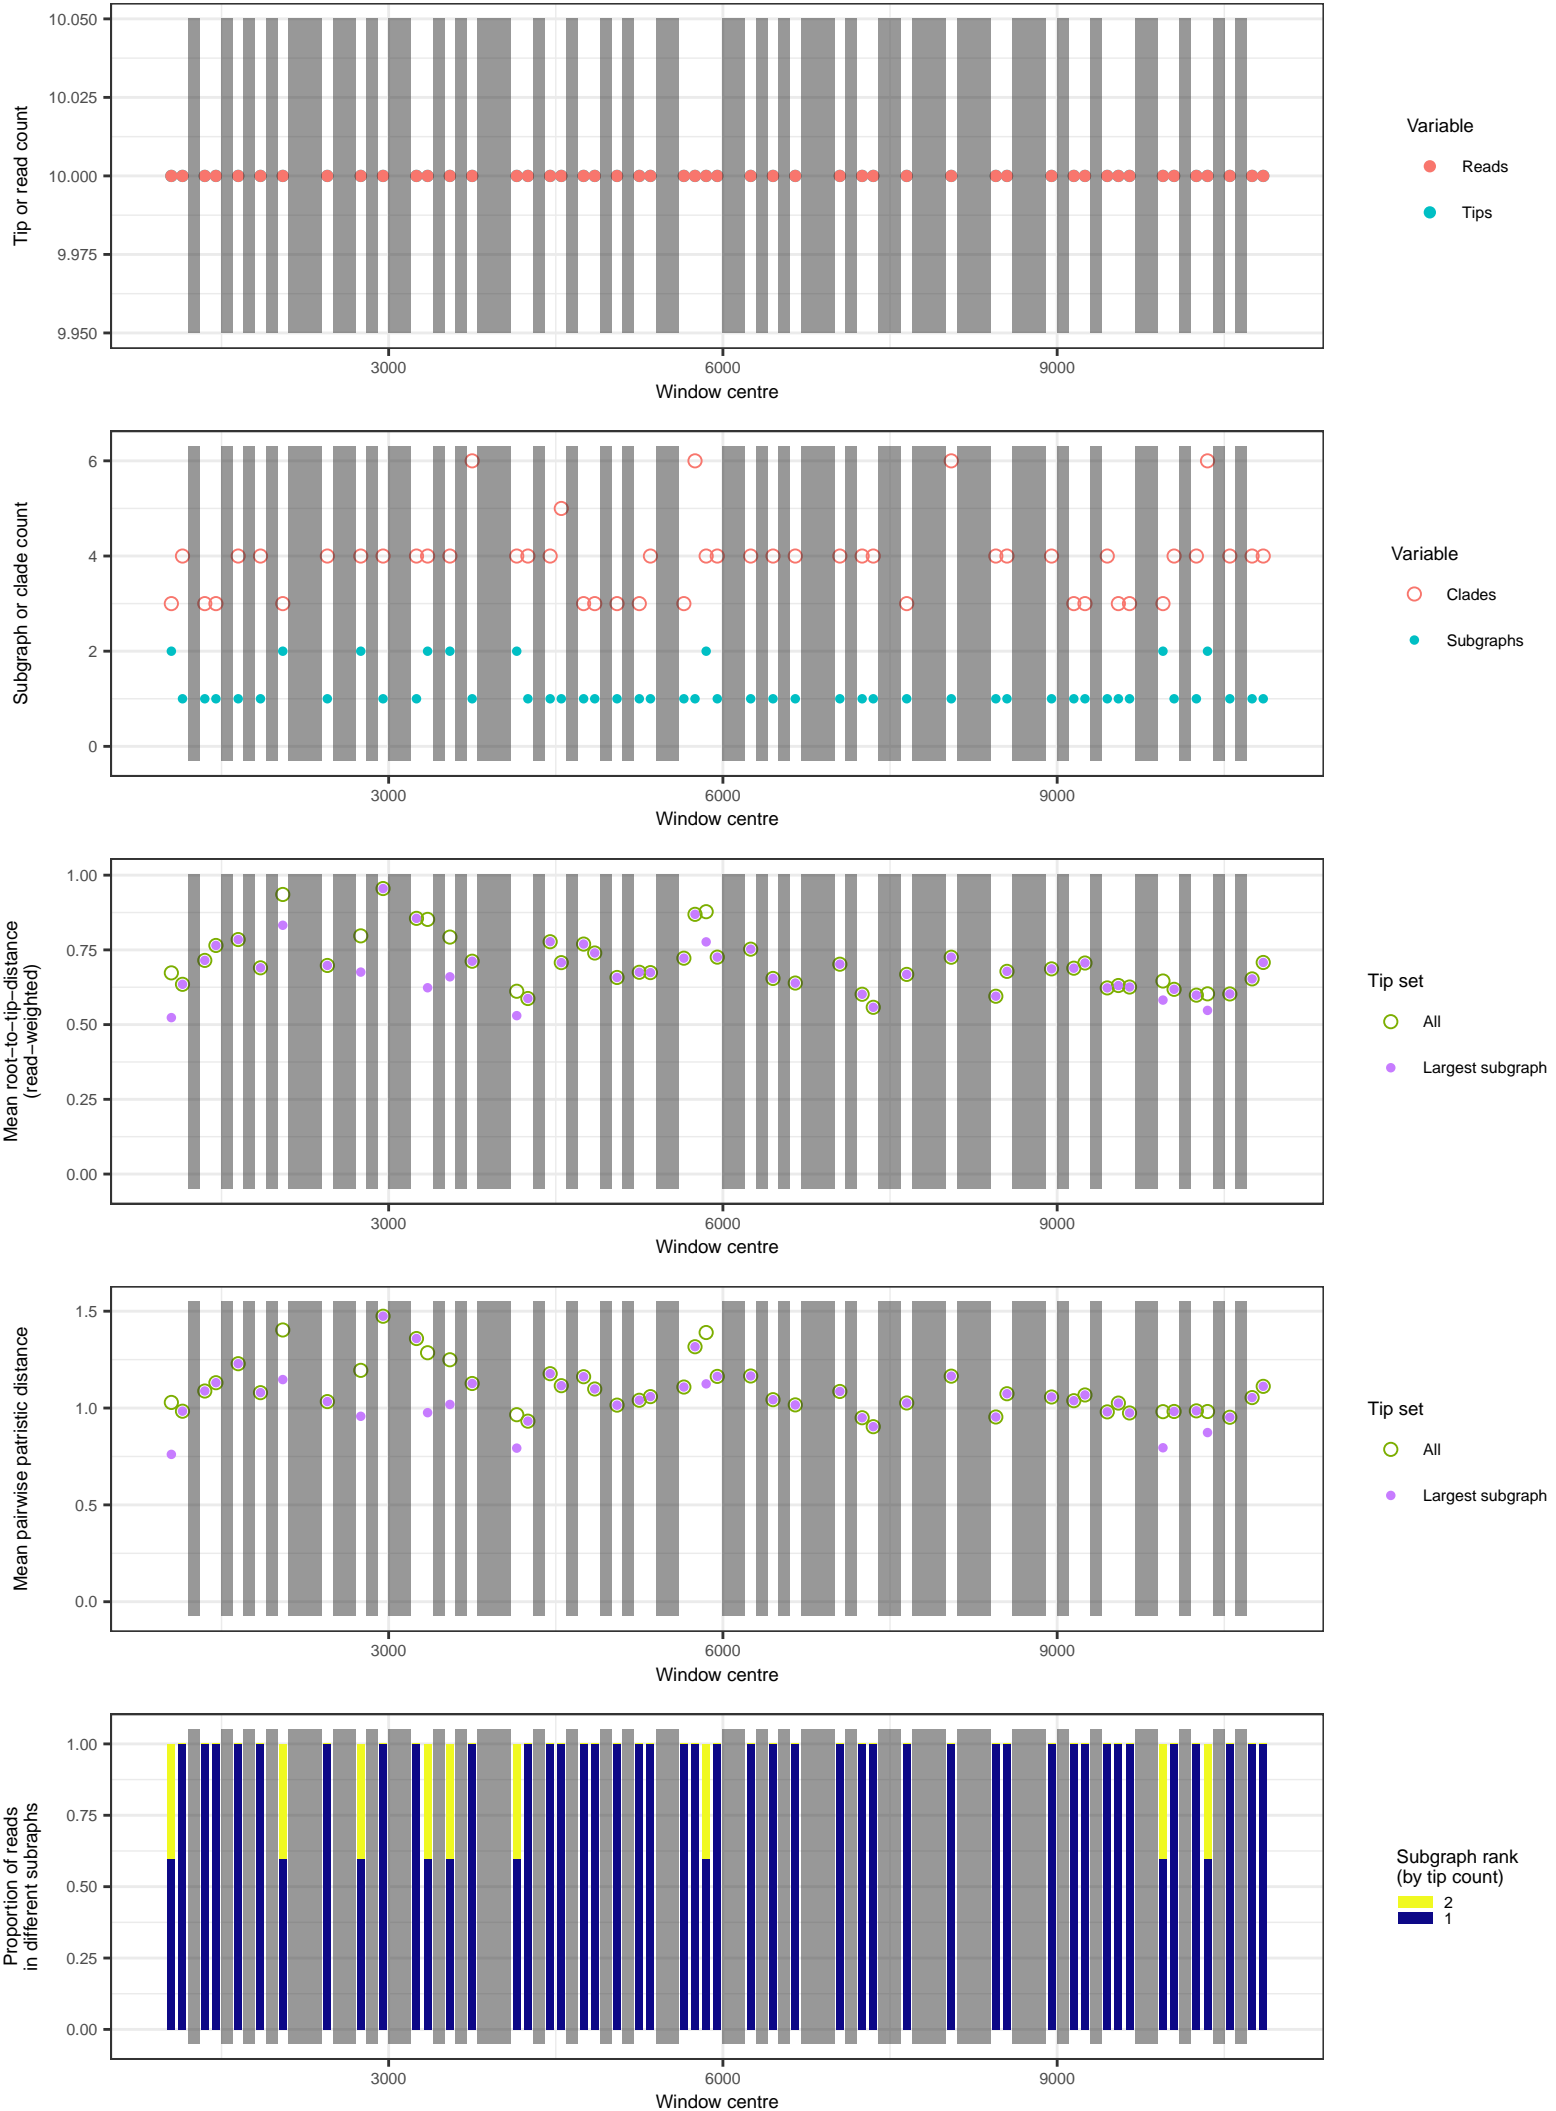 Tip or read count
10.050
10.025
10.000
9.975
9.950
3000 6000 9000
Window centre
Variable
Reads
Tips
Subgraph or clade count
6
4
2
0
3000 6000 9000
Window centre
Variable
Clades
Subgraphs
Mean root−to−tip−distance
(read−weighted)
1.00
0.75
0.50
0.25
0.00
3000 6000 9000
Window centre
Tip set
All
Largest subgraph
Mean pairwise patristic distance
1.5
1.0
0.5
0.0
3000 6000 9000
Window centre
Tip set
All
Largest subgraph
Proportion of reads
in different subraphs
1.00
0.75
0.50
0.25
0.00
3000 6000 9000
Window centre
Subgraph rank
(by tip count)
2
1